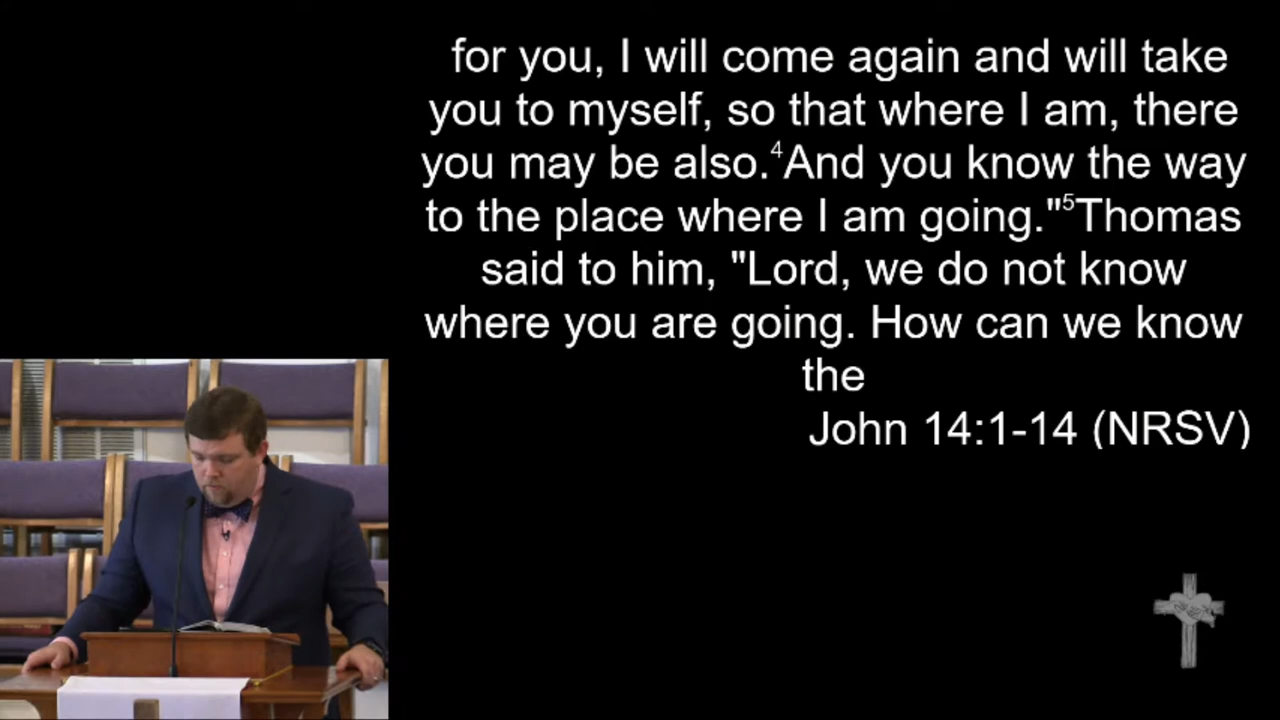 for you, I will come again and will take
you to myself, so that where I am, there
you may be also.⁴And you know the way
to the place where I am going."⁵Thomas
said to him, "Lord, we do not know
where you are going. How can we know
the
John 14:1-14 (NRSV)